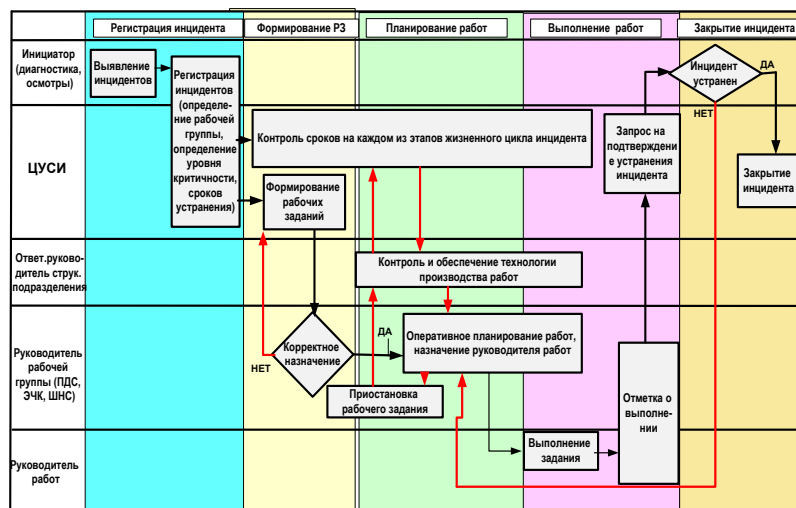 Регистрация инцидента
Формирование РЗ
Планирование работ
Выполнение работ
Закрытие инцидента
Инициатор
(диагностика,
осмотры)
Выявление
инцидентов
Регистрация
инцидентов
(определе-
ние рабочей
группы,
определение
уровня
критичности,
сроков
устранения)
Инцидент
устранен
ДА
НЕТ
ЦУСИ
Контроль сроков на каждом из этапов жизненного цикла инцидента
Запрос на
подтверждени
е устранения
инцидента
Закрытие
инцидента
Формирование
рабочих
заданий
Ответ.руково-
дитель струк.
подразделения
Контроль и обеспечение технологии
производства работ
Руководитель
рабочей
группы (ПДС,
ЭЧК, ШНС)
Корректное
назначение
НЕТ
ДА
Оперативное планирование работ,
назначение руководителя работ
Приостановка
рабочего задания
Отметка о
выполне-
нии
Руководитель
работ
Выполнение
задания